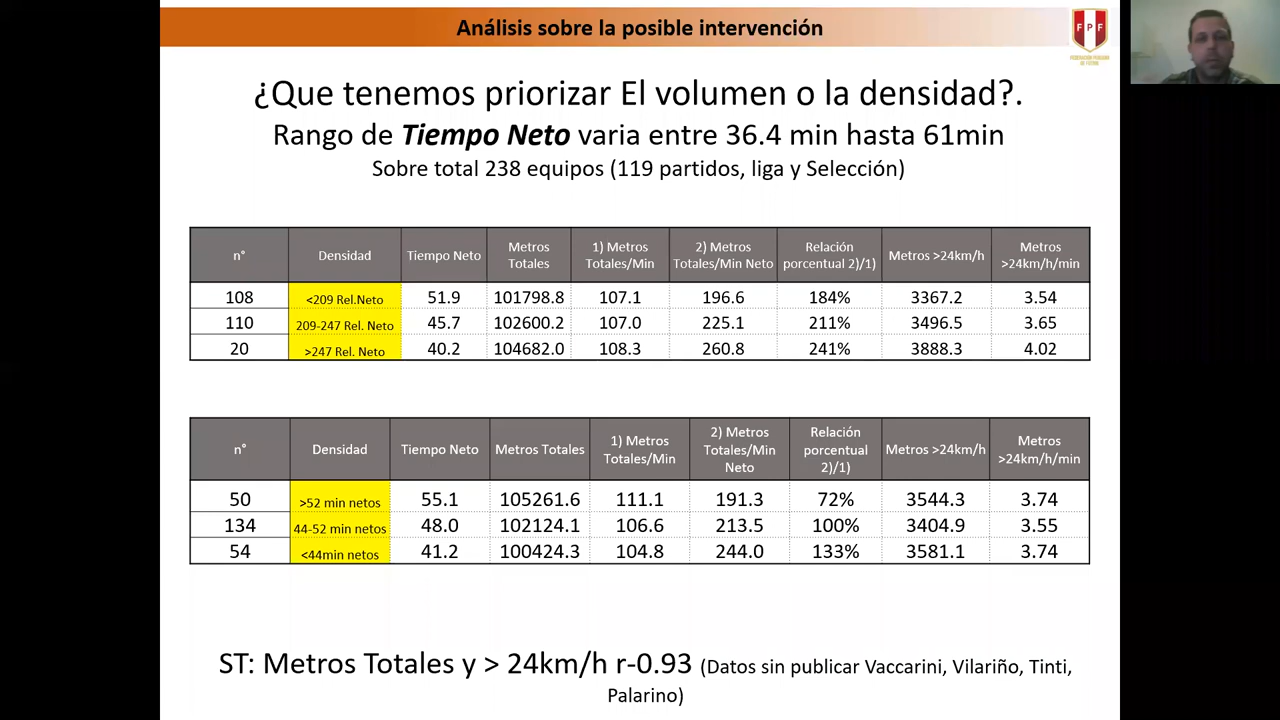 Análisis sobre la posible intervención
FPF
FEDERACIÓN PERUANA
DE FÚTBOL
¿Que tenemos priorizar El volumen o la densidad?.
Rango de Tiempo Neto varia entre 36.4 min hasta 61min
Sobre total 238 equipos (119 partidos, liga y Selección)
n° Densidad Tiempo Neto Metros Totales 1) Metros Totales/Min 2) Metros Totales/Min Neto Relación porcentual 2)/1) Metros >24km/h Metros >24km/h/min
108 <209 Rel.Neto 51.9 101798.8 107.1 196.6 184% 3367.2 3.54
110 209-247 Rel. Neto 45.7 102600.2 107.0 225.1 211% 3496.5 3.65
20 >247 Rel. Neto 40.2 104682.0 108.3 260.8 241% 3888.3 4.02
n° Densidad Tiempo Neto Metros Totales 1) Metros Totales/Min 2) Metros Totales/Min Neto Relación porcentual 2)/1) Metros >24km/h Metros >24km/h/min
50 >52 min netos 55.1 105261.6 111.1 191.3 72% 3544.3 3.74
134 44-52 min netos 48.0 102124.1 106.6 213.5 100% 3404.9 3.55
54 <44min netos 41.2 100424.3 104.8 244.0 133% 3581.1 3.74
ST: Metros Totales y > 24km/h r-0.93 (Datos sin publicar Vaccarini, Vilariño, Tinti,
Palarino)